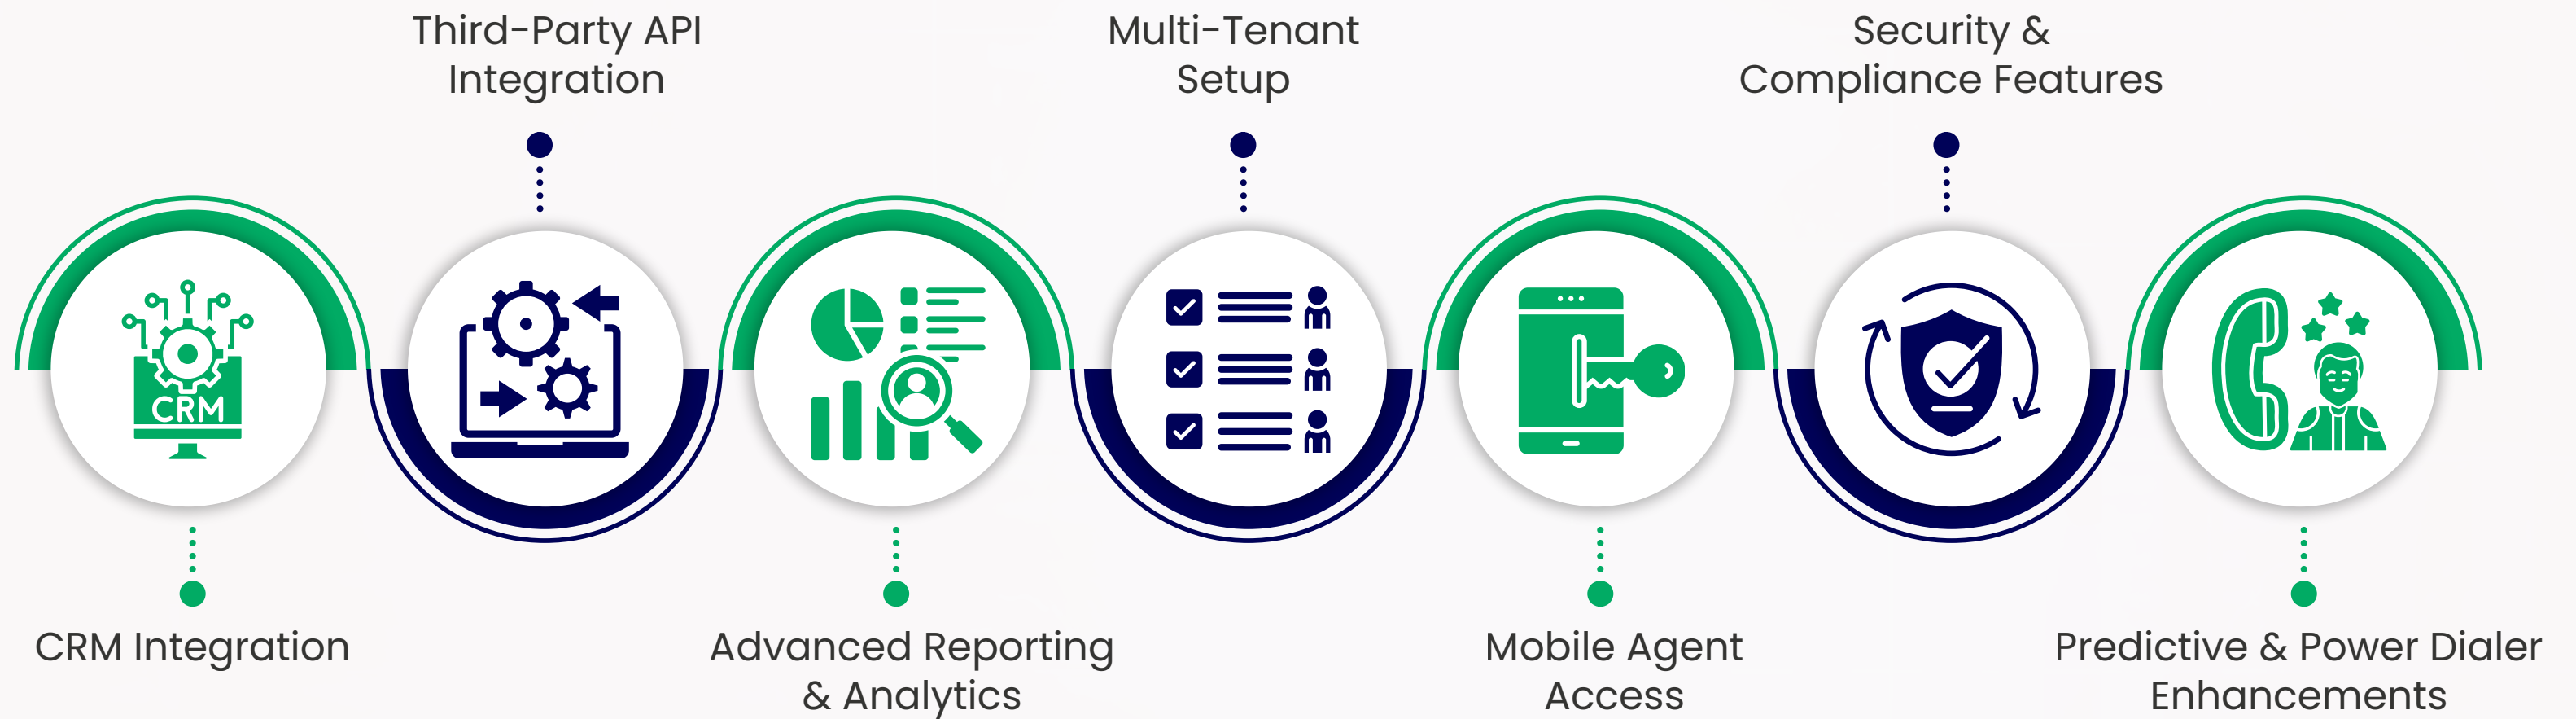 Third-Party API
Integration
Multi-Tenant
Setup
Security &
Compliance Features
CRM
CRM Integration
Advanced Reporting
& Analytics
Mobile Agent
Access
Predictive & Power Dialer
Enhancements